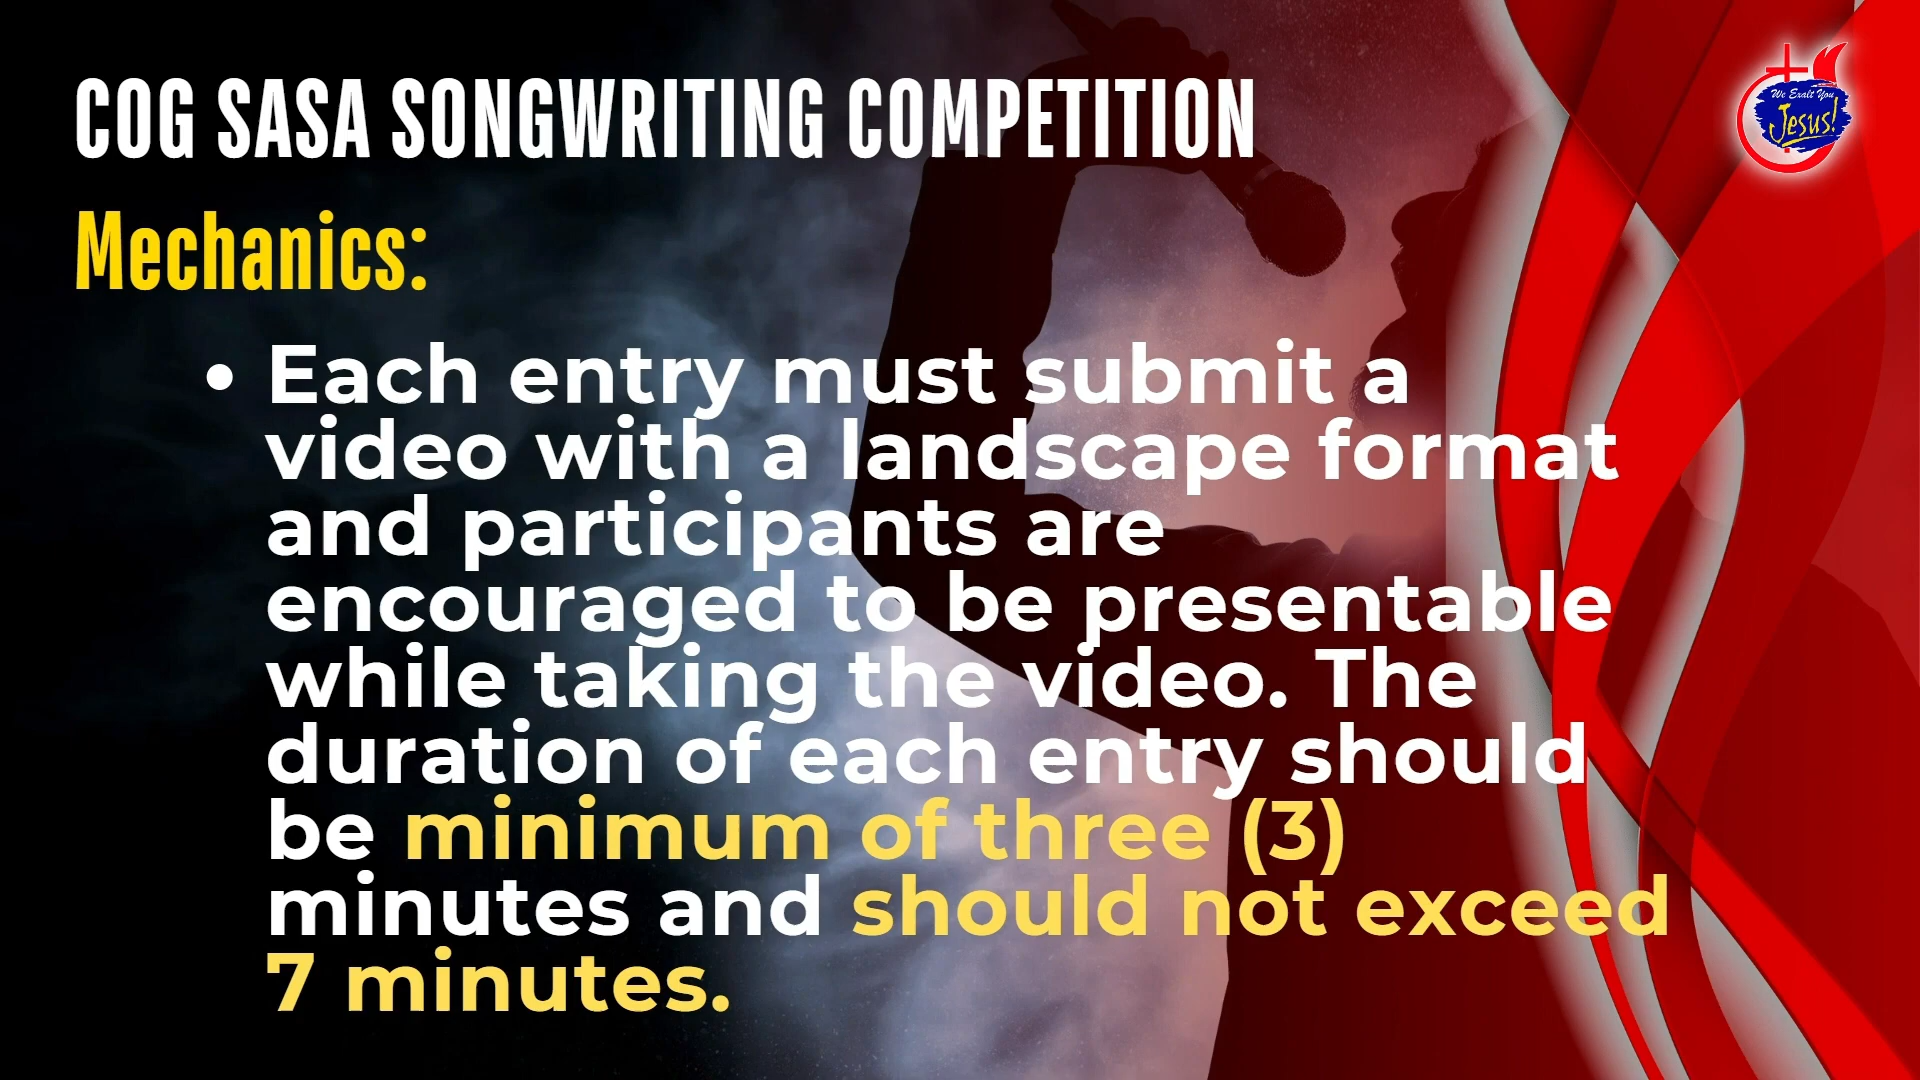 COG SASA SONGWRITING COMPETITION
We Exalt You
Jesus!
Mechanics:
• Each entry must submit a
video with a landscape format
and participants are
encouraged to be presentable
while taking the video. The
duration of each entry should
be minimum of three (3)
minutes and should not exceed
7 minutes.